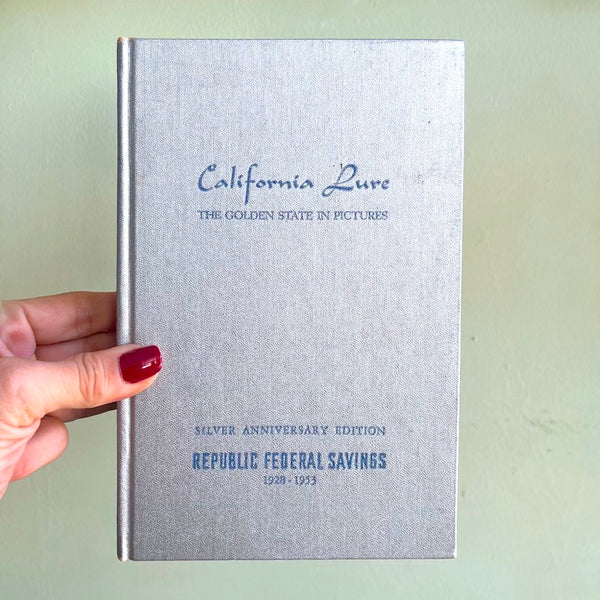 California Lure
THE GOLDEN STATE IN PICTURES
SILVER ANNIVERSARY EDITION
REPUBLIC FEDERAL SAVINGS
1928 - 1953